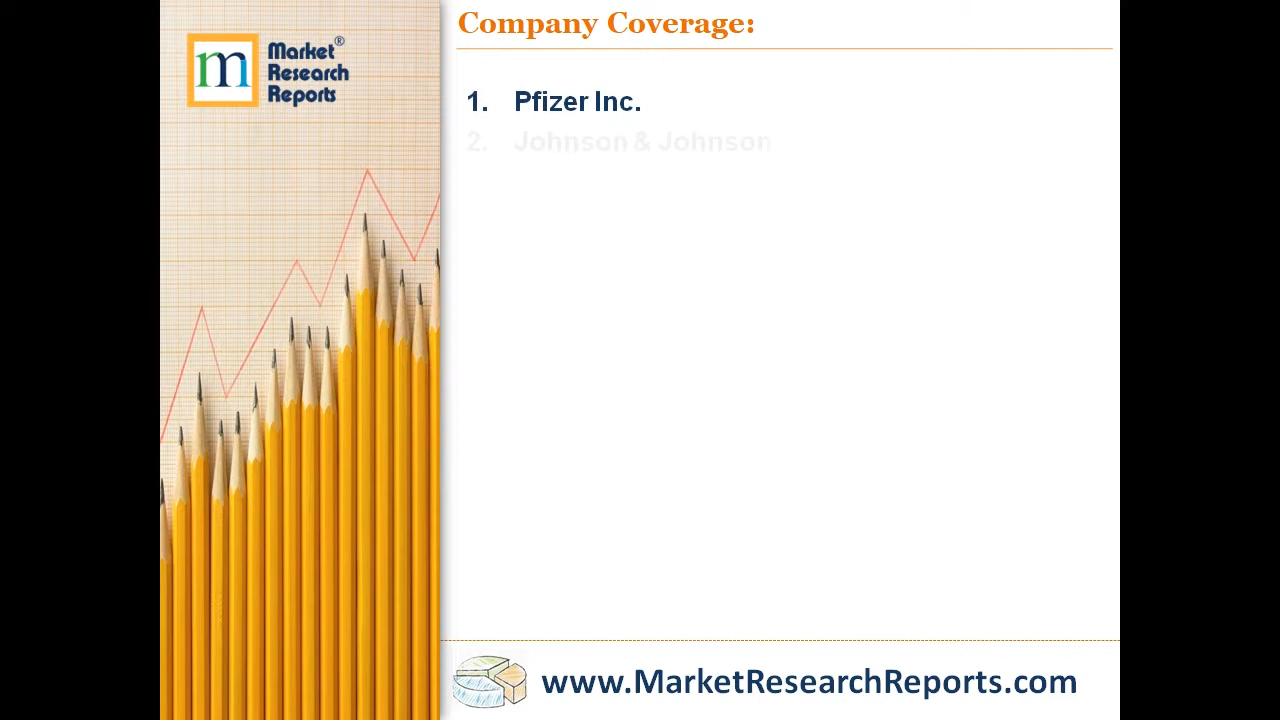 Company Coverage:
Market®
Research
Reports
1. Pfizer Inc.
2. Johnson & Johnson
www.MarketResearchReports.com